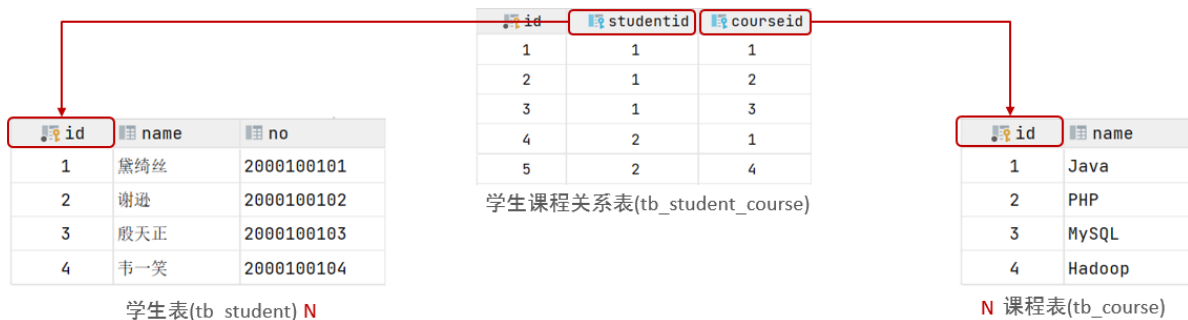 id studentid courseid
1 1 1
2 1 2
3 1 3
4 2 1
5 2 4
学生课程关系表(tb_student_course)
id name no
1 黛绮丝 2000100101
2 谢逊 2000100102
3 殷天正 2000100103
4 韦一笑 2000100104
学生表(tb_student) N
id name
1 Java
2 PHP
3 MySQL
4 Hadoop
N 课程表(tb_course)